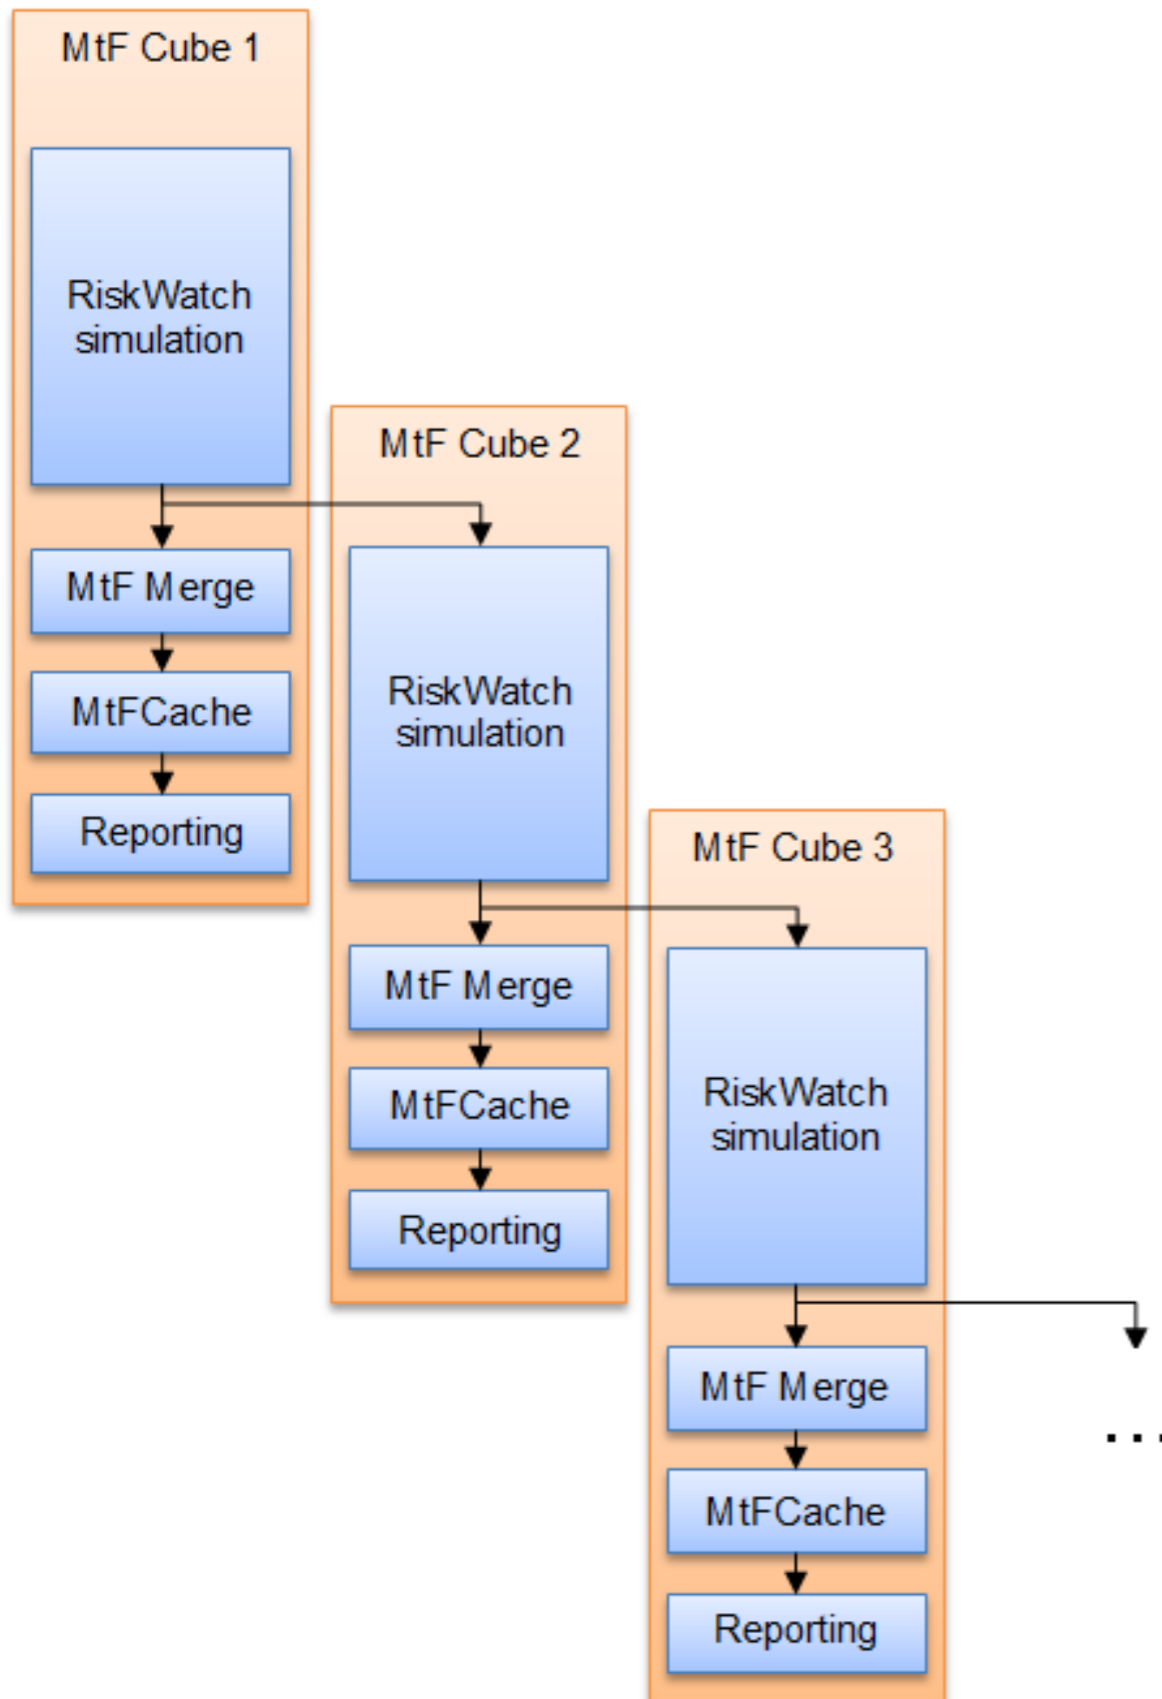 MtF Cube 1
RiskWatch
simulation
MtF Merge
MtFCache
Reporting
MtF Cube 2
RiskWatch
simulation
MtF Merge
MtFCache
Reporting
MtF Cube 3
RiskWatch
simulation
MtF Merge
MtFCache
Reporting
...